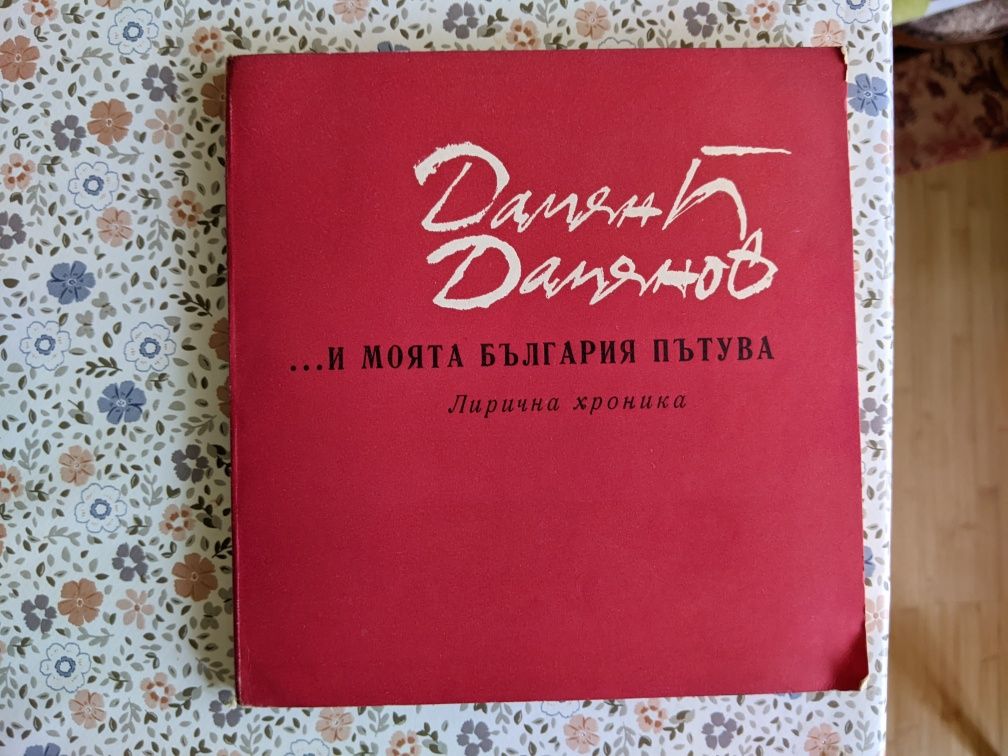 Дамян П
Дамянов
...И МОЯТА БЪЛГАРИЯ ПЪТУВА
Лирична хроника